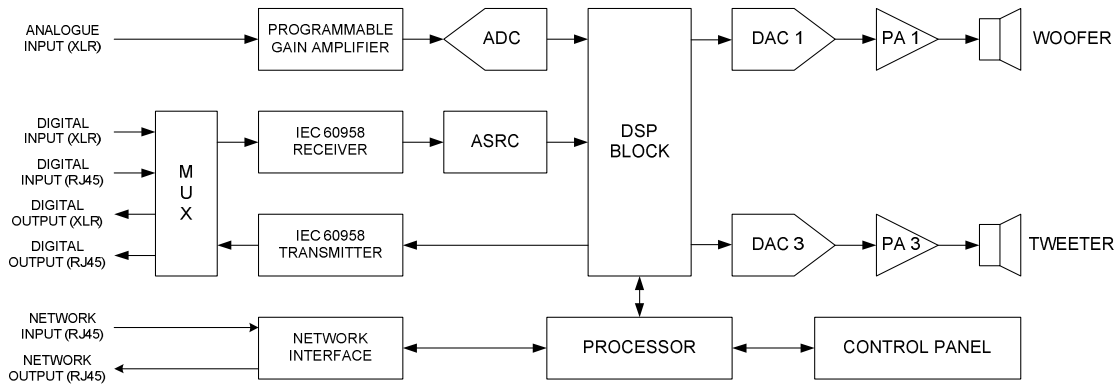 ANALOGUE
INPUT (XLR)
PROGRAMMABLE
GAIN AMPLIFIER
ADC
DAC 1
PA 1
WOOFER
DIGITAL
INPUT (XLR)
DIGITAL
INPUT (RJ45)
DIGITAL
OUTPUT (XLR)
DIGITAL
OUTPUT (RJ45)
M
U
X
IEC 60958
RECEIVER
ASRC
DSP
BLOCK
IEC 60958
TRANSMITTER
DAC 3
PA 3
TWEETER
NETWORK
INPUT (RJ45)
NETWORK
OUTPUT (RJ45)
NETWORK
INTERFACE
PROCESSOR
CONTROL PANEL